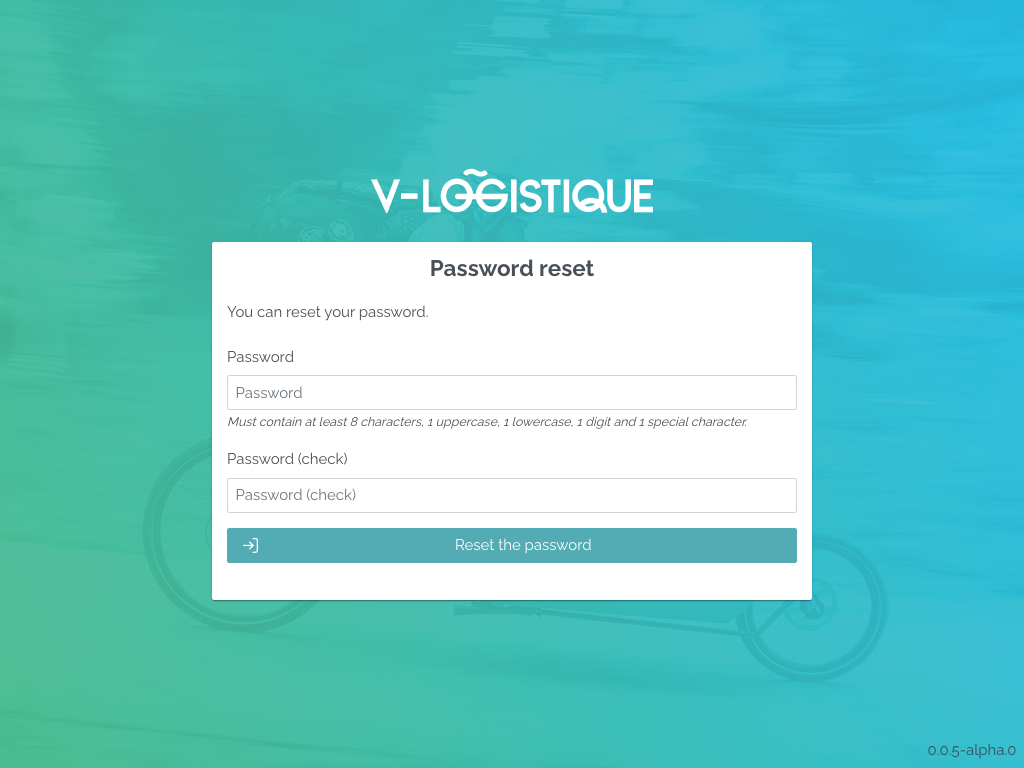 V-LOGISTIQUE
Password reset
You can reset your password.
Password
Password
Must contain at least 8 characters, 1 uppercase, 1 lowercase, 1 digit and 1 special character.
Password (check)
Password (check)
Reset the password
0.0.5-alpha.0